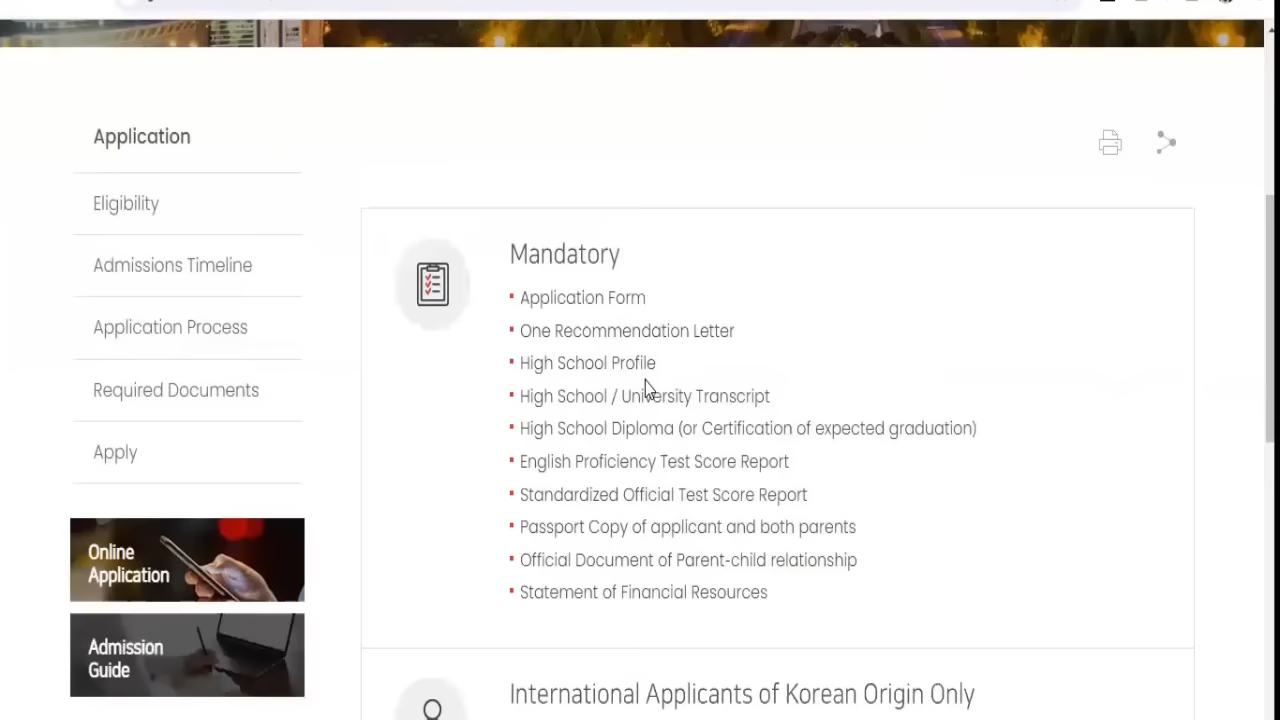 Application
Eligibility
Admissions Timeline
Application Process
Required Documents
Apply
Online
Application
Admission
Guide
Mandatory
Application Form
One Recommendation Letter
High School Profile
High School / University Transcript
High School Diploma (or Certification of expected graduation)
English Proficiency Test Score Report
Standardized Official Test Score Report
Passport Copy of applicant and both parents
Official Document of Parent-child relationship
Statement of Financial Resources
International Applicants of Korean Origin Only